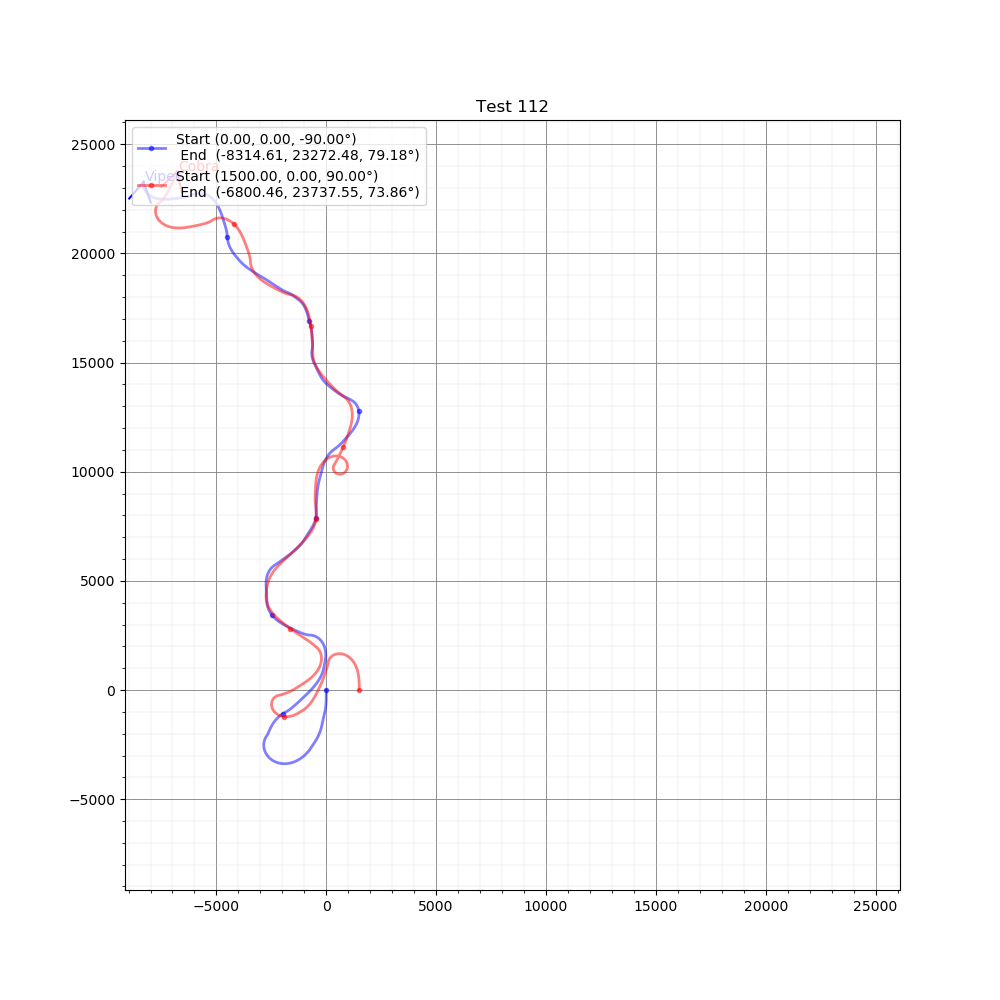 Test 112
Start (0.00, 0.00, -90.00°)
End (-8314.61, 23272.48, 79.18°)
Start (1500.00, 0.00, 90.00°)
End (-6800.46, 23737.55, 73.86°)
Cobra
Viper
25000
20000
15000
10000
5000
0
−5000
−5000
0
5000
10000
15000
20000
25000